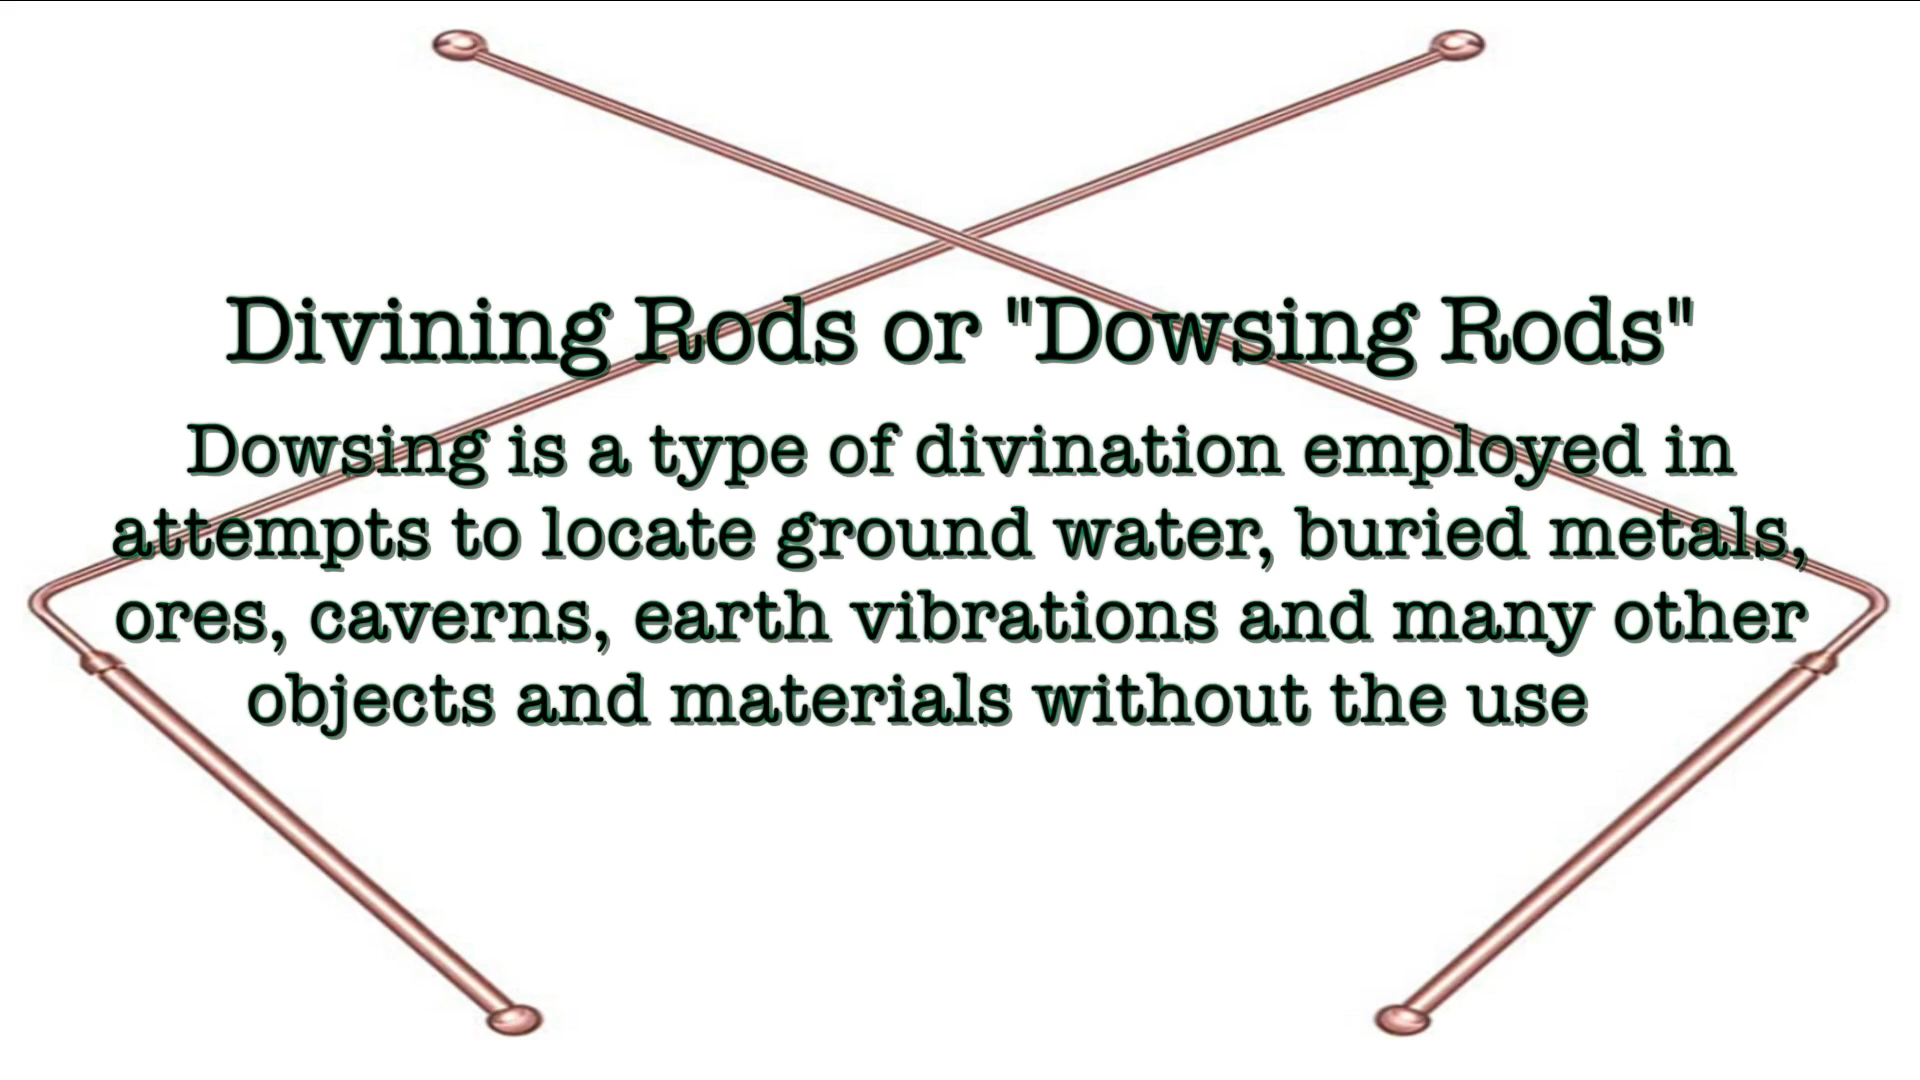 Divining Rods or "Dowsing Rods"
Dowsing is a type of divination employed in
attempts to locate ground water, buried metals,
ores, caverns, earth vibrations and many other
objects and materials without the use